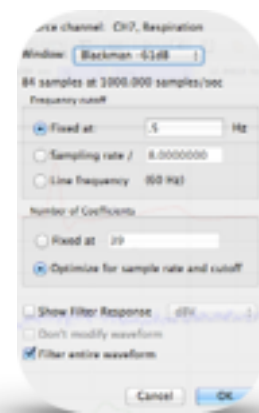 source channel: CH7, Respiration
Window: Blackman -61dB
84 samples at 1000.000 samples/sec
Frequency cutoff
Fixed at: .5 Hz
Sampling rate / 8.0000000
Line frequency (60 Hz)
Number of Coefficients
Fixed at 39
Optimize for sample rate and cutoff
Show Filter Response dBV
Don't modify waveform
Filter entire waveform
Cancel OK